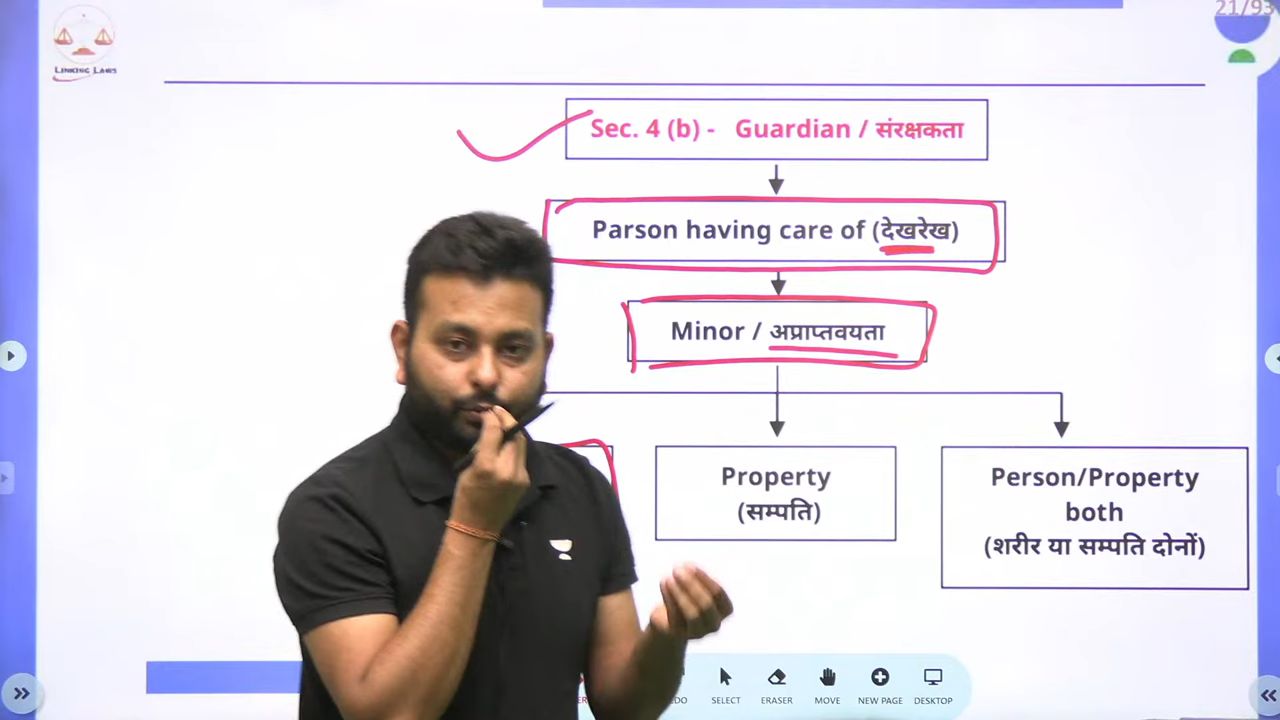 21/93
LINKING LAWS
Sec. 4 (b) - Guardian / संरक्षकता
Parson having care of (देखरेख)
Minor / अप्राप्तवयता
Property
(सम्पति)
Person/Property
both
(शरीर या सम्पति दोनों)
SELECT
ERASER
MOVE
NEW PAGE
DESKTOP